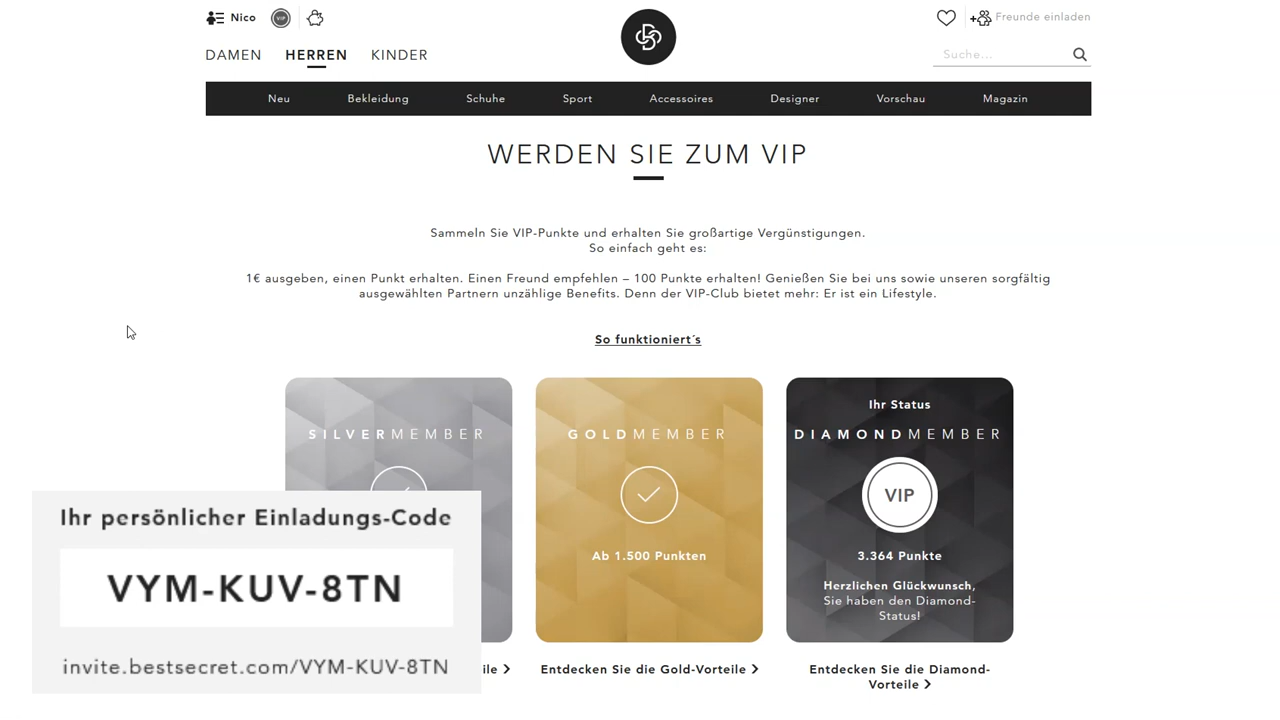 Nico
VIP
Freunde einladen
DAMEN HERREN KINDER
Suche...
Neu Bekleidung Schuhe Sport Accessoires Designer Vorschau Magazin
WERDEN SIE ZUM VIP
Sammeln Sie VIP-Punkte und erhalten Sie großartige Vergünstigungen.
So einfach geht es:
1€ ausgeben, einen Punkt erhalten. Einen Freund empfehlen – 100 Punkte erhalten! Genießen Sie bei uns sowie unseren sorgfältig
ausgewählten Partnern unzählige Benefits. Denn der VIP-Club bietet mehr: Er ist ein Lifestyle.
So funktioniert´s
SILVERMEMBER
GOLDMEMBER
Ab 1.500 Punkten
Ihr Status
DIAMONDMEMBER
VIP
3.364 Punkte
Herzlichen Glückwunsch,
Sie haben den Diamond-
Status!
ile
Entdecken Sie die Gold-Vorteile
Entdecken Sie die Diamond-
Vorteile
Ihr persönlicher Einladungs-Code
VYM-KUV-8TN
invite.bestsecret.com/VYM-KUV-8TN